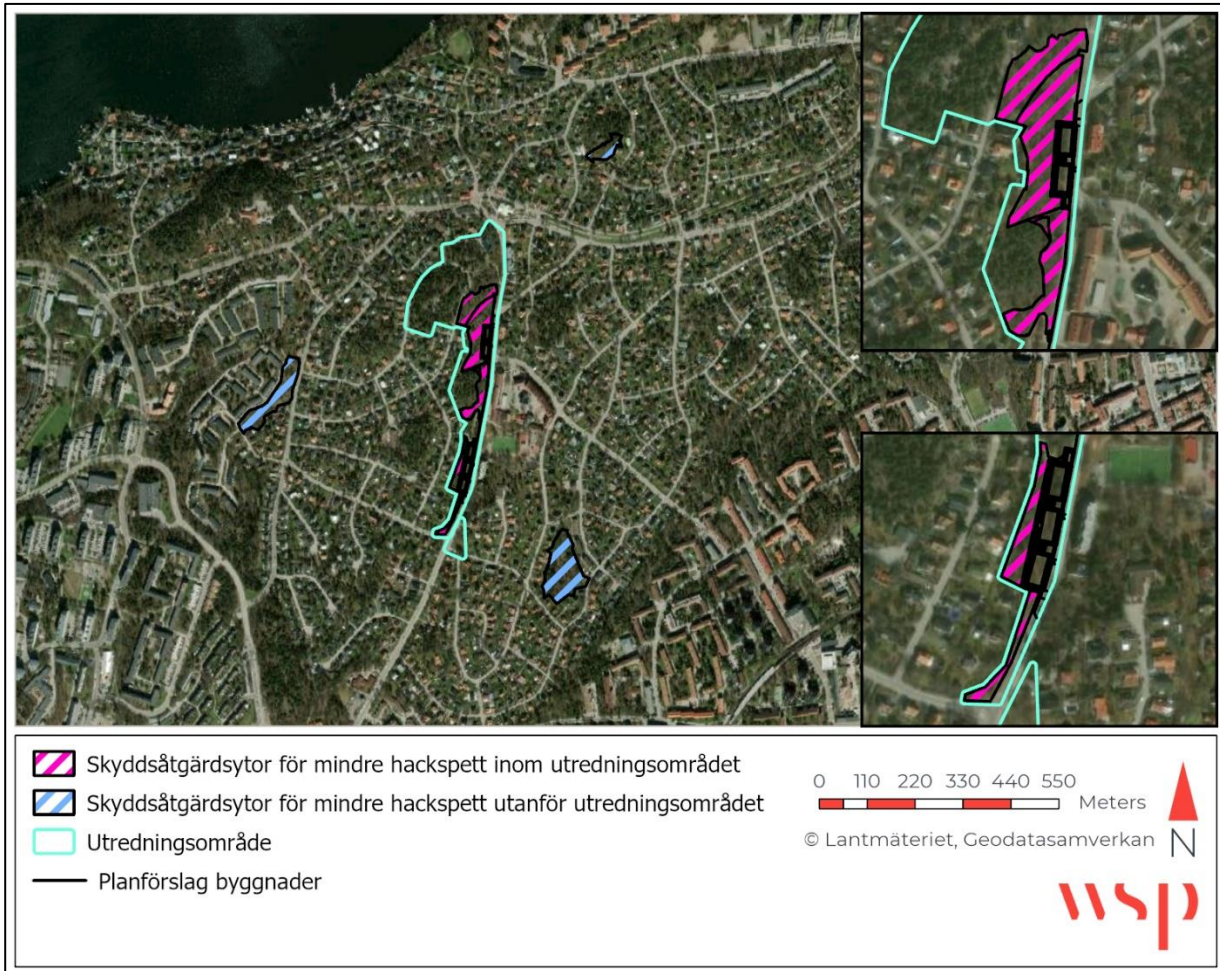 Skyddsåtgärdsytor för mindre hackspett inom utredningsområdet
Skyddsåtgärdsytor för mindre hackspett utanför utredningsområdet
Utredningsområde
Planförslag byggnader
0 110 220 330 440 550
Meters
© Lantmäteriet, Geodatasamverkan
N
wsp